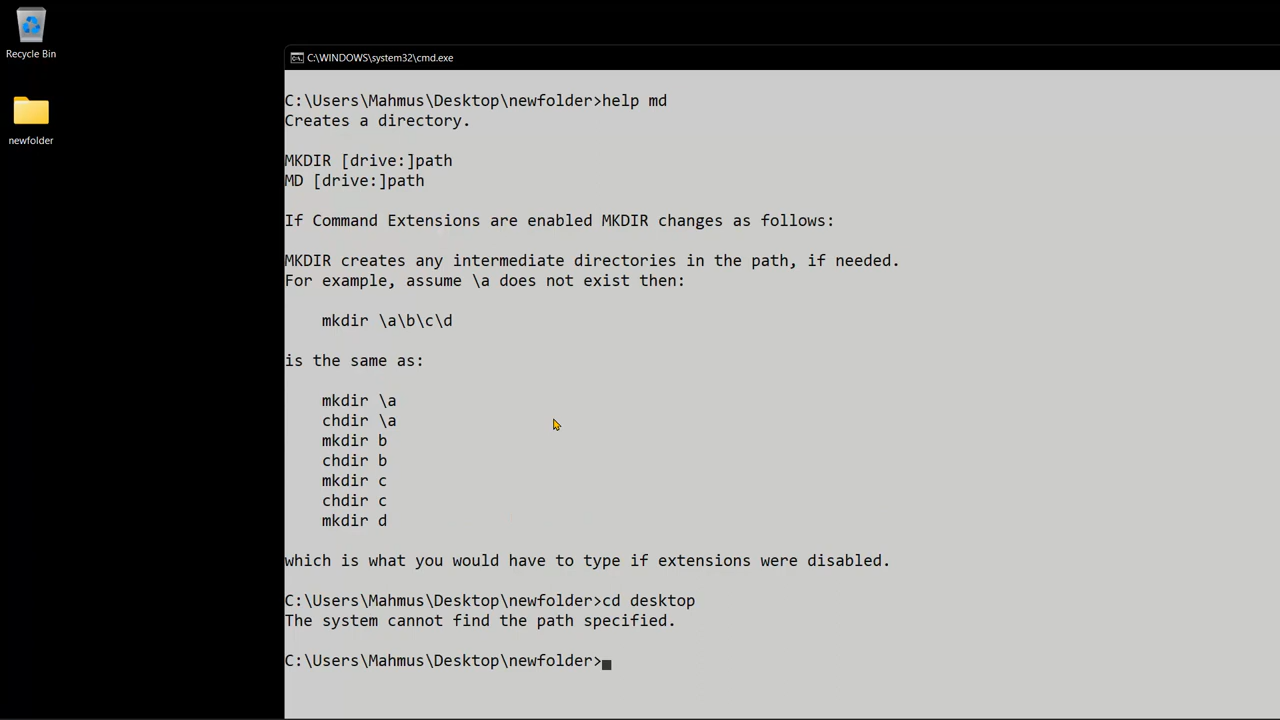 Recycle Bin
newfolder
C:\WINDOWS\system32\cmd.exe
C:\Users\Mahmus\Desktop\newfolder>help md
Creates a directory.
MKDIR [drive:]path
MD [drive:]path
If Command Extensions are enabled MKDIR changes as follows:
MKDIR creates any intermediate directories in the path, if needed.
For example, assume \a does not exist then:
mkdir \a\b\c\d
is the same as:
mkdir \a
chdir \a
mkdir b
chdir b
mkdir c
chdir c
mkdir d
which is what you would have to type if extensions were disabled.
C:\Users\Mahmus\Desktop\newfolder>cd desktop
The system cannot find the path specified.
C:\Users\Mahmus\Desktop\newfolder>